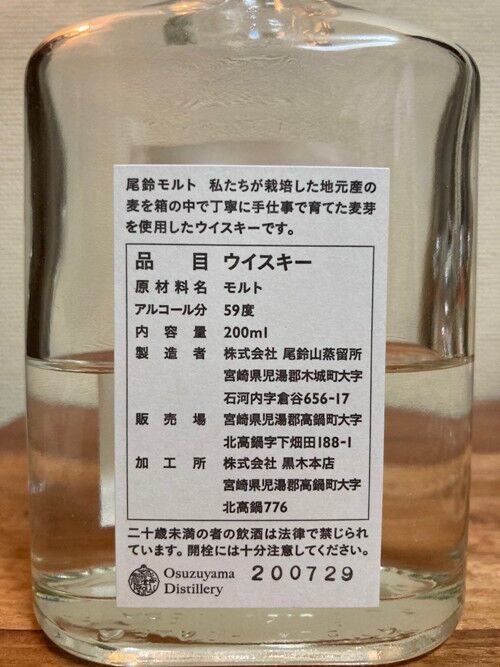 尾鈴モルト 私たちが栽培した地元産の
麦を箱の中で丁寧に手仕事で育てた麦芽
を使用したウイスキーです。
品目 ウイスキー
原材料名 モルト
アルコール分 59度
内容量 200ml
製造者 株式会社 尾鈴山蒸留所
宮崎県児湯郡木城町大字
石河内字倉谷656-17
販売場 宮崎県児湯郡高鍋町大字
北高鍋字下畑田188-1
加工所 株式会社 黒木本店
宮崎県児湯郡高鍋町大字
北高鍋776
二十歳未満の者の飲酒は法律で禁じられ
ています。開栓には十分注意してください。
Osuzuyama
Distillery
200729